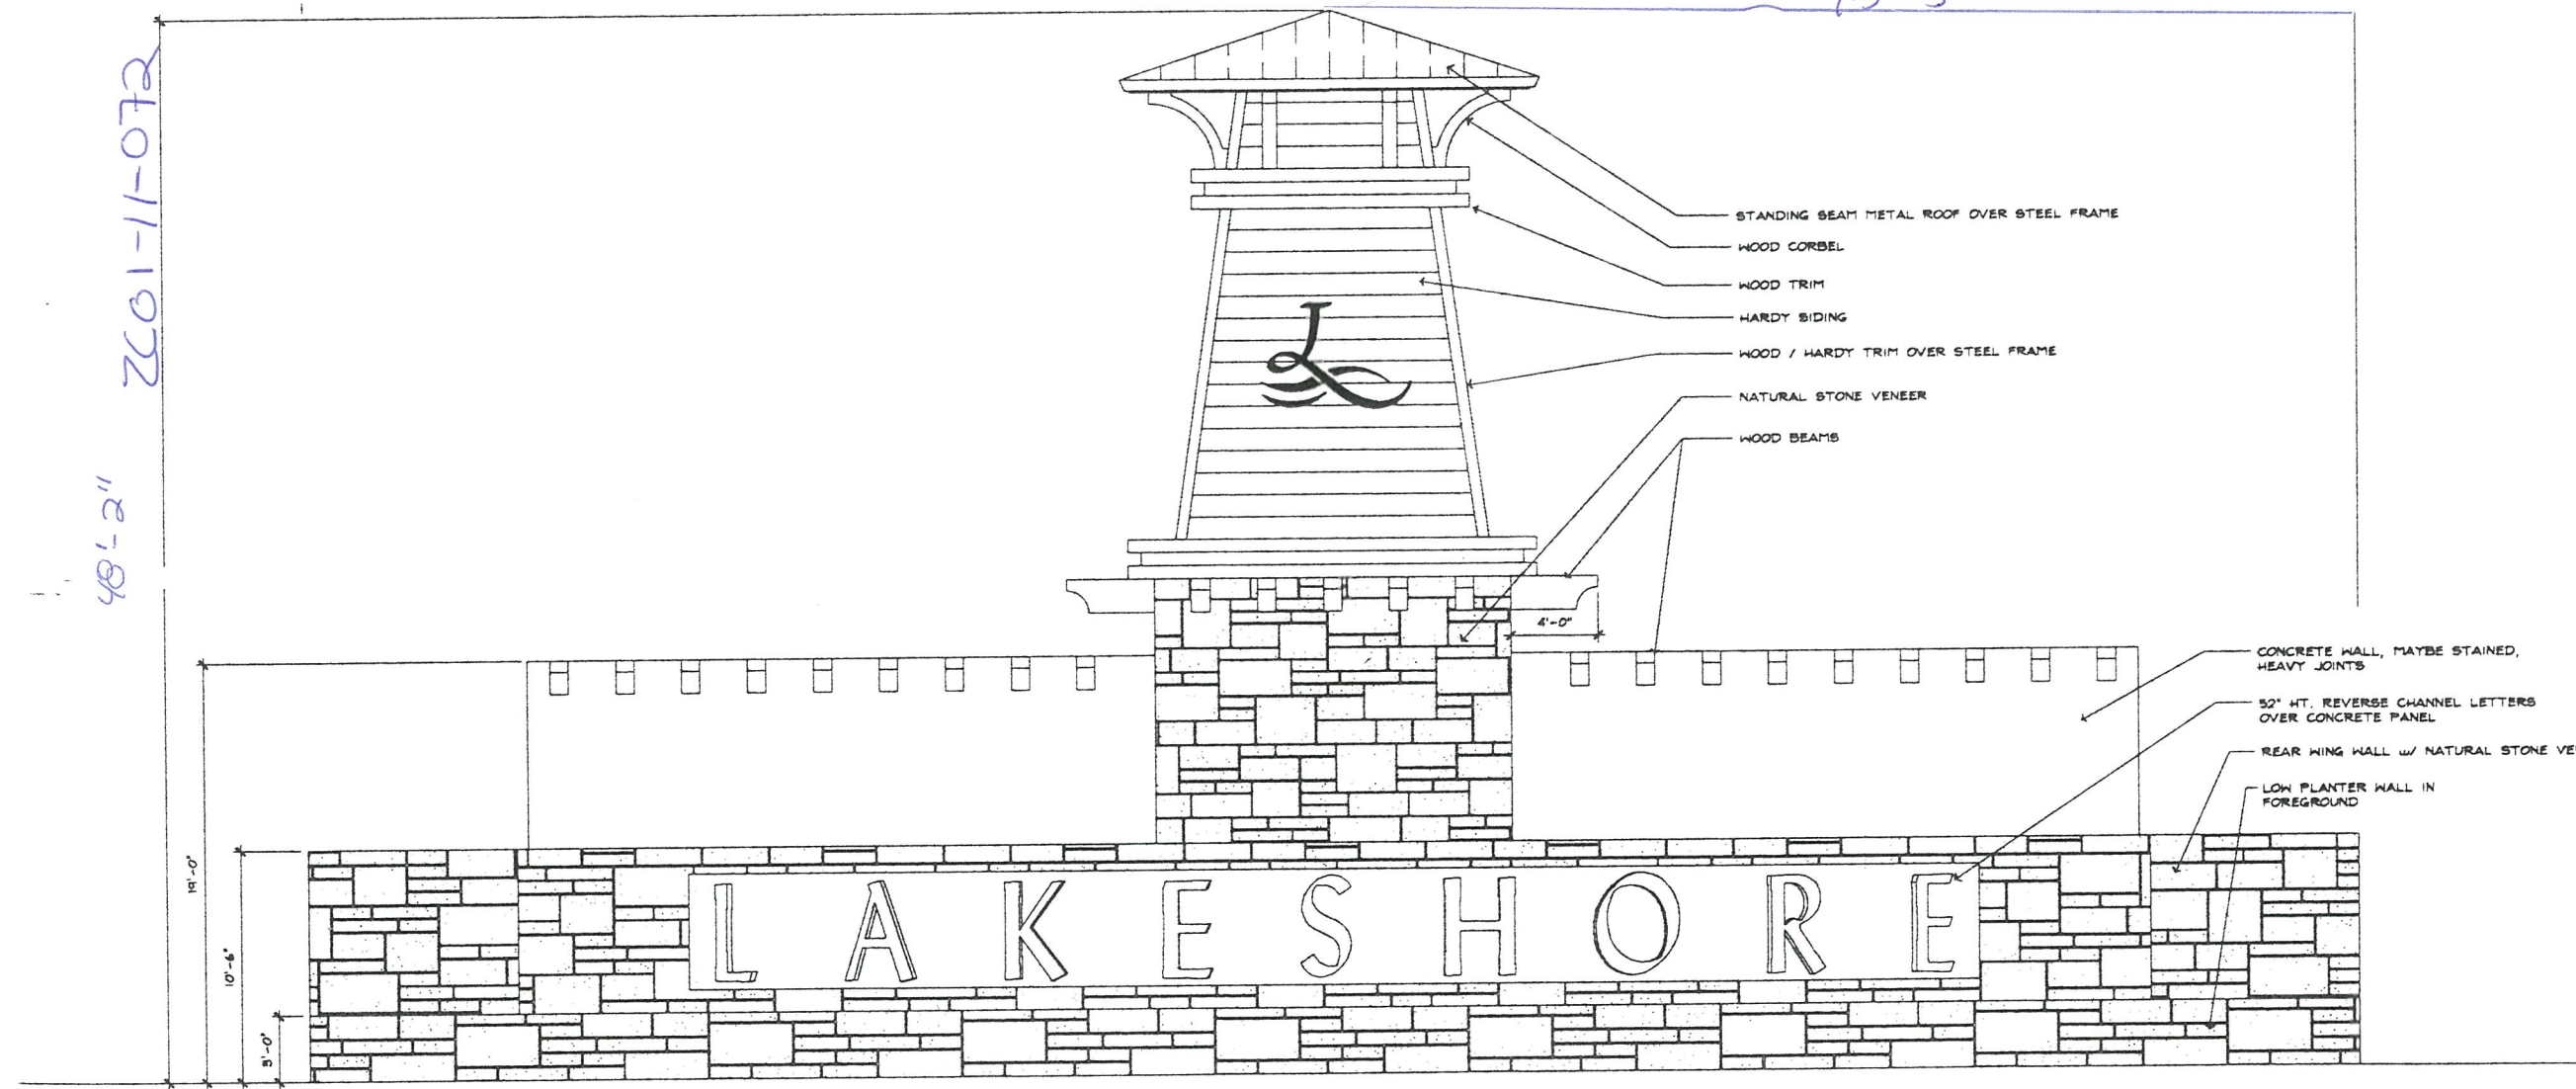 ZC01-11-072
48'-2"
STANDING SEAM METAL ROOF OVER STEEL FRAME
WOOD CORBEL
WOOD TRIM
HARDY SIDING
WOOD / HARDY TRIM OVER STEEL FRAME
NATURAL STONE VENEER
WOOD BEAMS
L
4'-0"
CONCRETE WALL, MAYBE STAINED,
HEAVY JOINTS
52" HT. REVERSE CHANNEL LETTERS
OVER CONCRETE PANEL
REAR WING WALL w/ NATURAL STONE
LOW PLANTER WALL IN
FOREGROUND
19'-0"
10'-6"
3'-0"
LAKESHORE